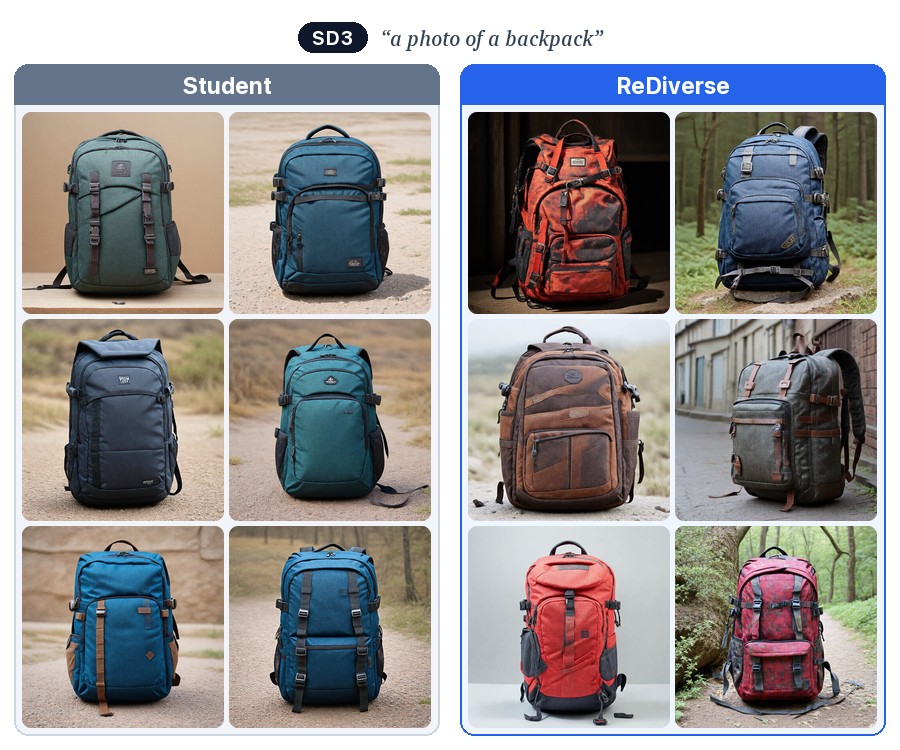 SD3 “a photo of a backpack”
Student
ReDiverse